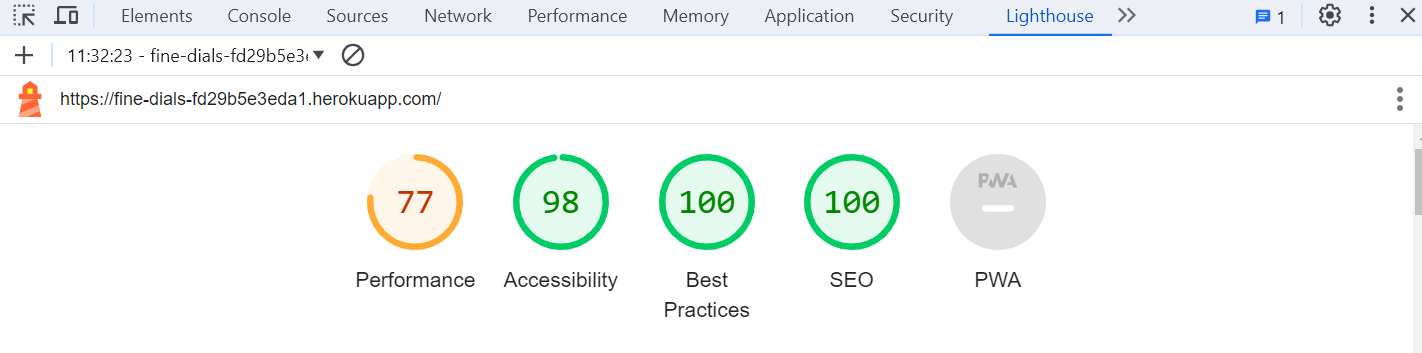 Elements Console Sources Network Performance Memory Application Security Lighthouse 1
11:32:23 - fine-dials-fd29b5e3
https://fine-dials-fd29b5e3eda1.herokuapp.com/
77 98 100 100 PWA
Performance Accessibility Best SEO PWA
Practices